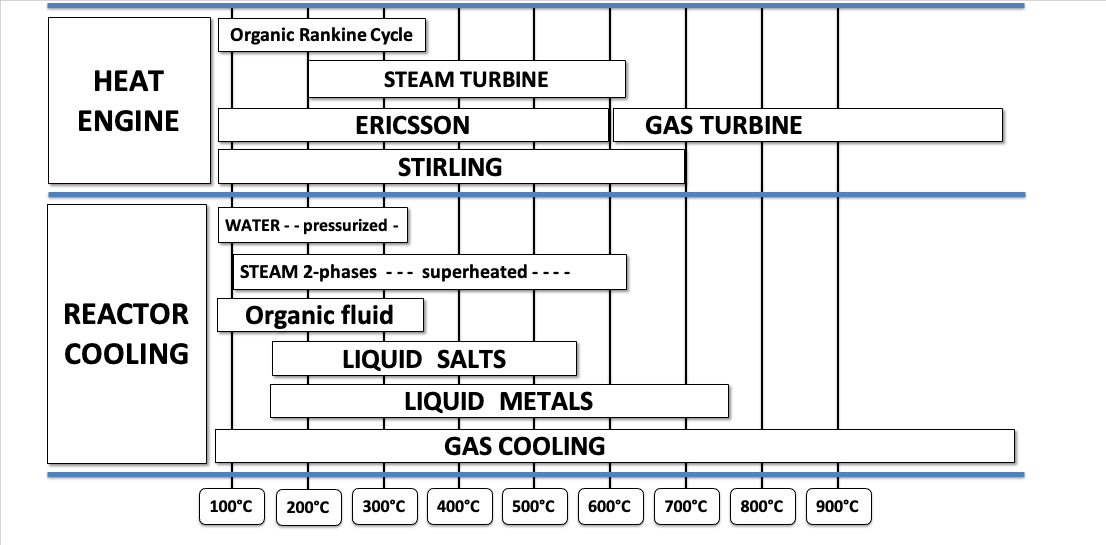 HEAT
ENGINE
Organic Rankine Cycle
STEAM TURBINE
ERICSSON
GAS TURBINE
STIRLING
REACTOR
COOLING
WATER - - pressurized -
STEAM 2-phases - - - superheated - - - -
Organic fluid
LIQUID SALTS
LIQUID METALS
GAS COOLING
100°C
200°C
300°C
400°C
500°C
600°C
700°C
800°C
900°C